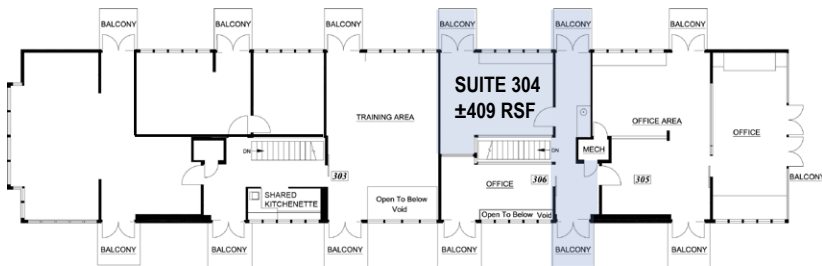 BALCONY
BALCONY
BALCONY
BALCONY
BALCONY
BALCONY
SUITE 304
±409 RSF
TRAINING AREA
OFFICE AREA
OFFICE
DN
DN
MECH
303
306
305
OFFICE
BALCONY
SHARED
KITCHENETTE
Open To Below
Void
Open To Below Void
BALCONY
BALCONY
BALCONY
BALCONY
BALCONY
BALCONY